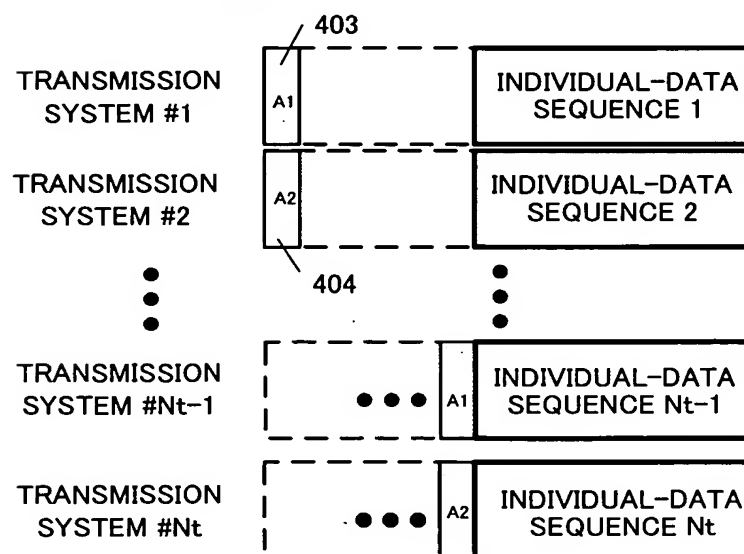 403
TRANSMISSION
SYSTEM #1
A1
INDIVIDUAL-DATA
SEQUENCE 1
TRANSMISSION
SYSTEM #2
A2
INDIVIDUAL-DATA
SEQUENCE 2
404
TRANSMISSION
SYSTEM #Nt-1
A1
INDIVIDUAL-DATA
SEQUENCE Nt-1
TRANSMISSION
SYSTEM #Nt
A2
INDIVIDUAL-DATA
SEQUENCE Nt